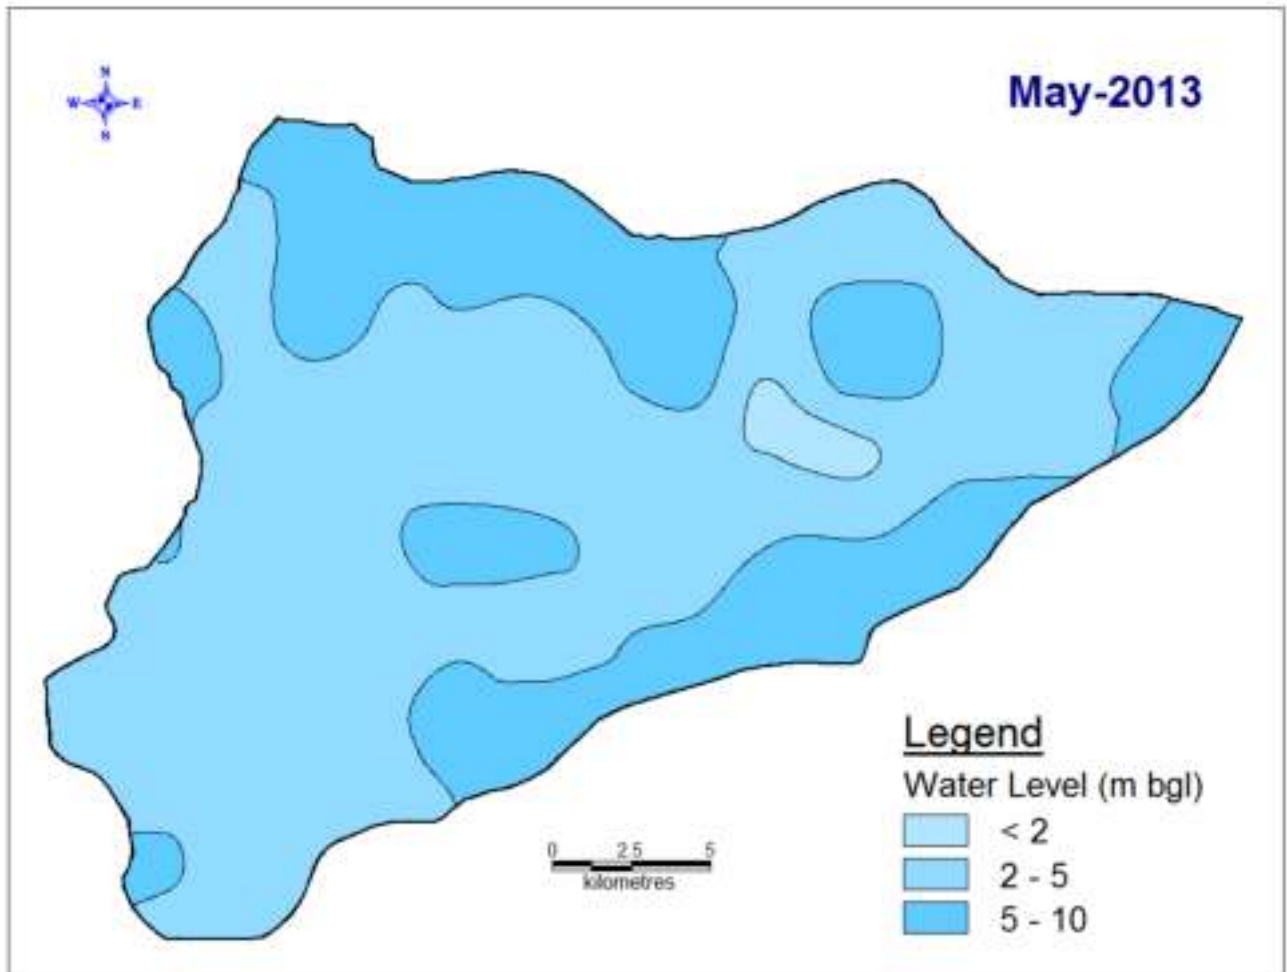 N
W E
N
May-2013
Legend
Water Level (m bgl)
< 2
2 - 5
5 - 10
0 2.5 5
kilometres